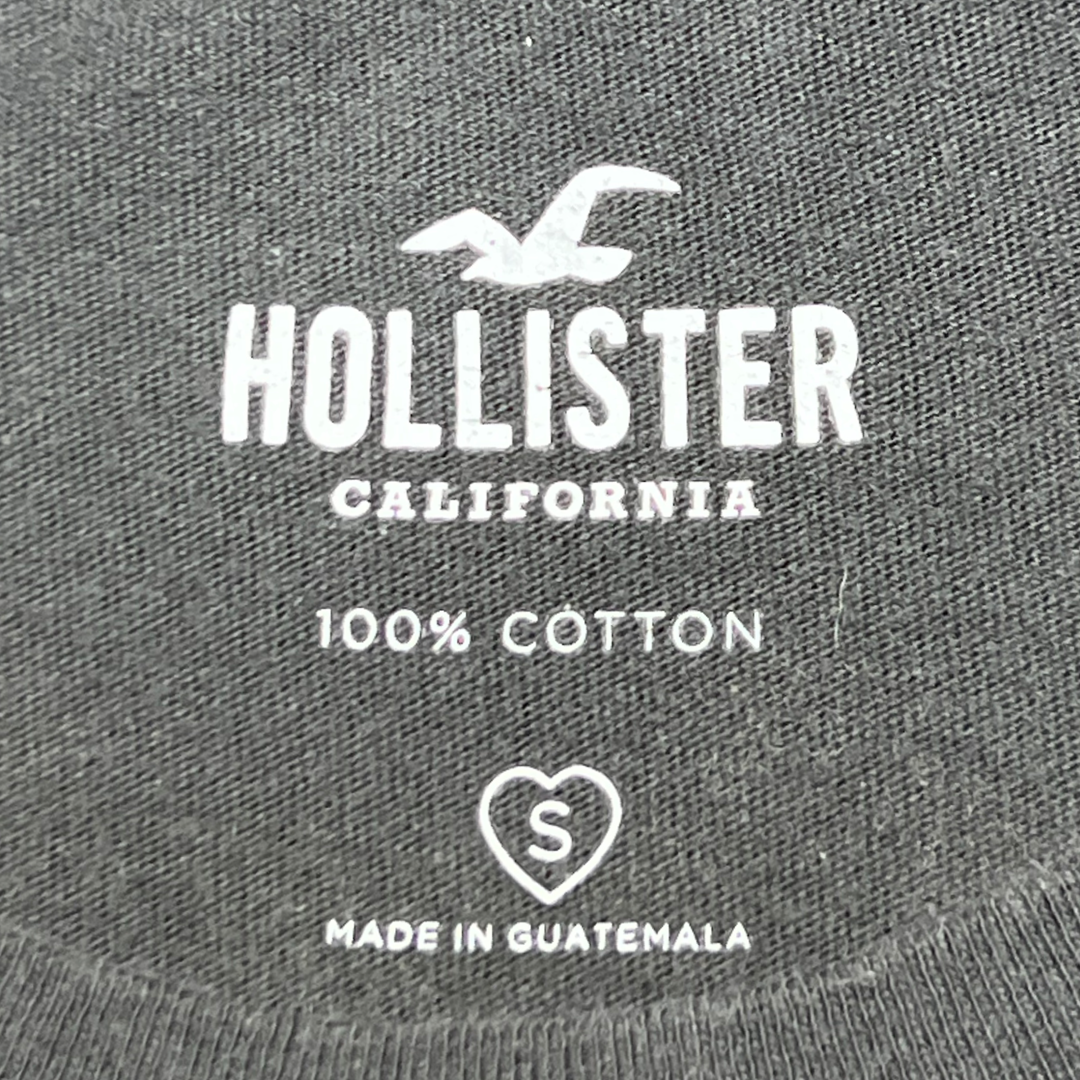 HOLLISTER
CALIFORNIA
100% COTTON
S
MADE IN GUATEMALA